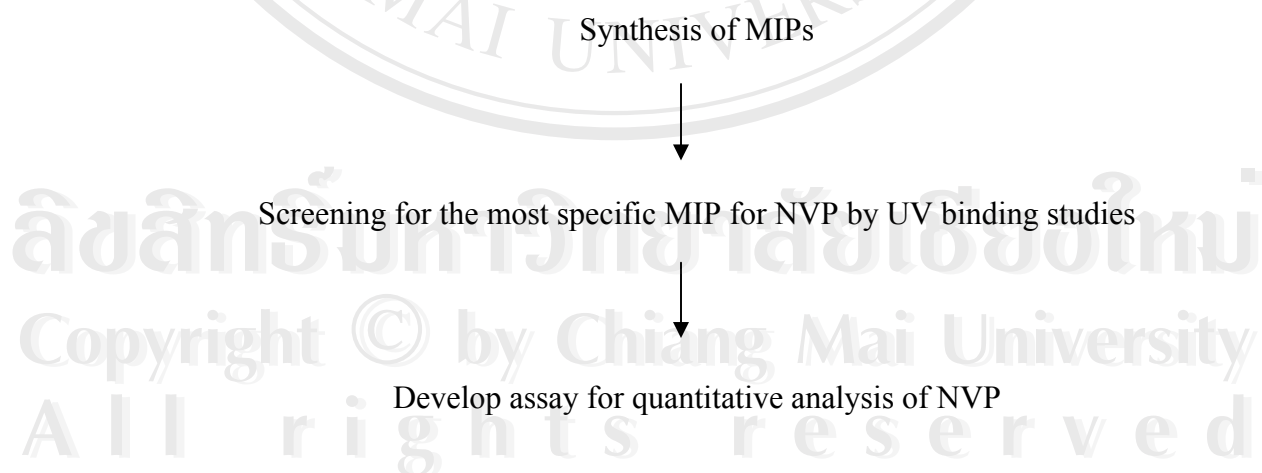 MAI UNIVER
Synthesis of MIPs
Screening for the most specific MIP for NVP by UV binding studies
ลิขสิทธิ์มหาวิทยาลัยเชียงใหม่
Copyright © by Chiang Mai University
Develop assay for quantitative analysis of NVP
All rights reserved